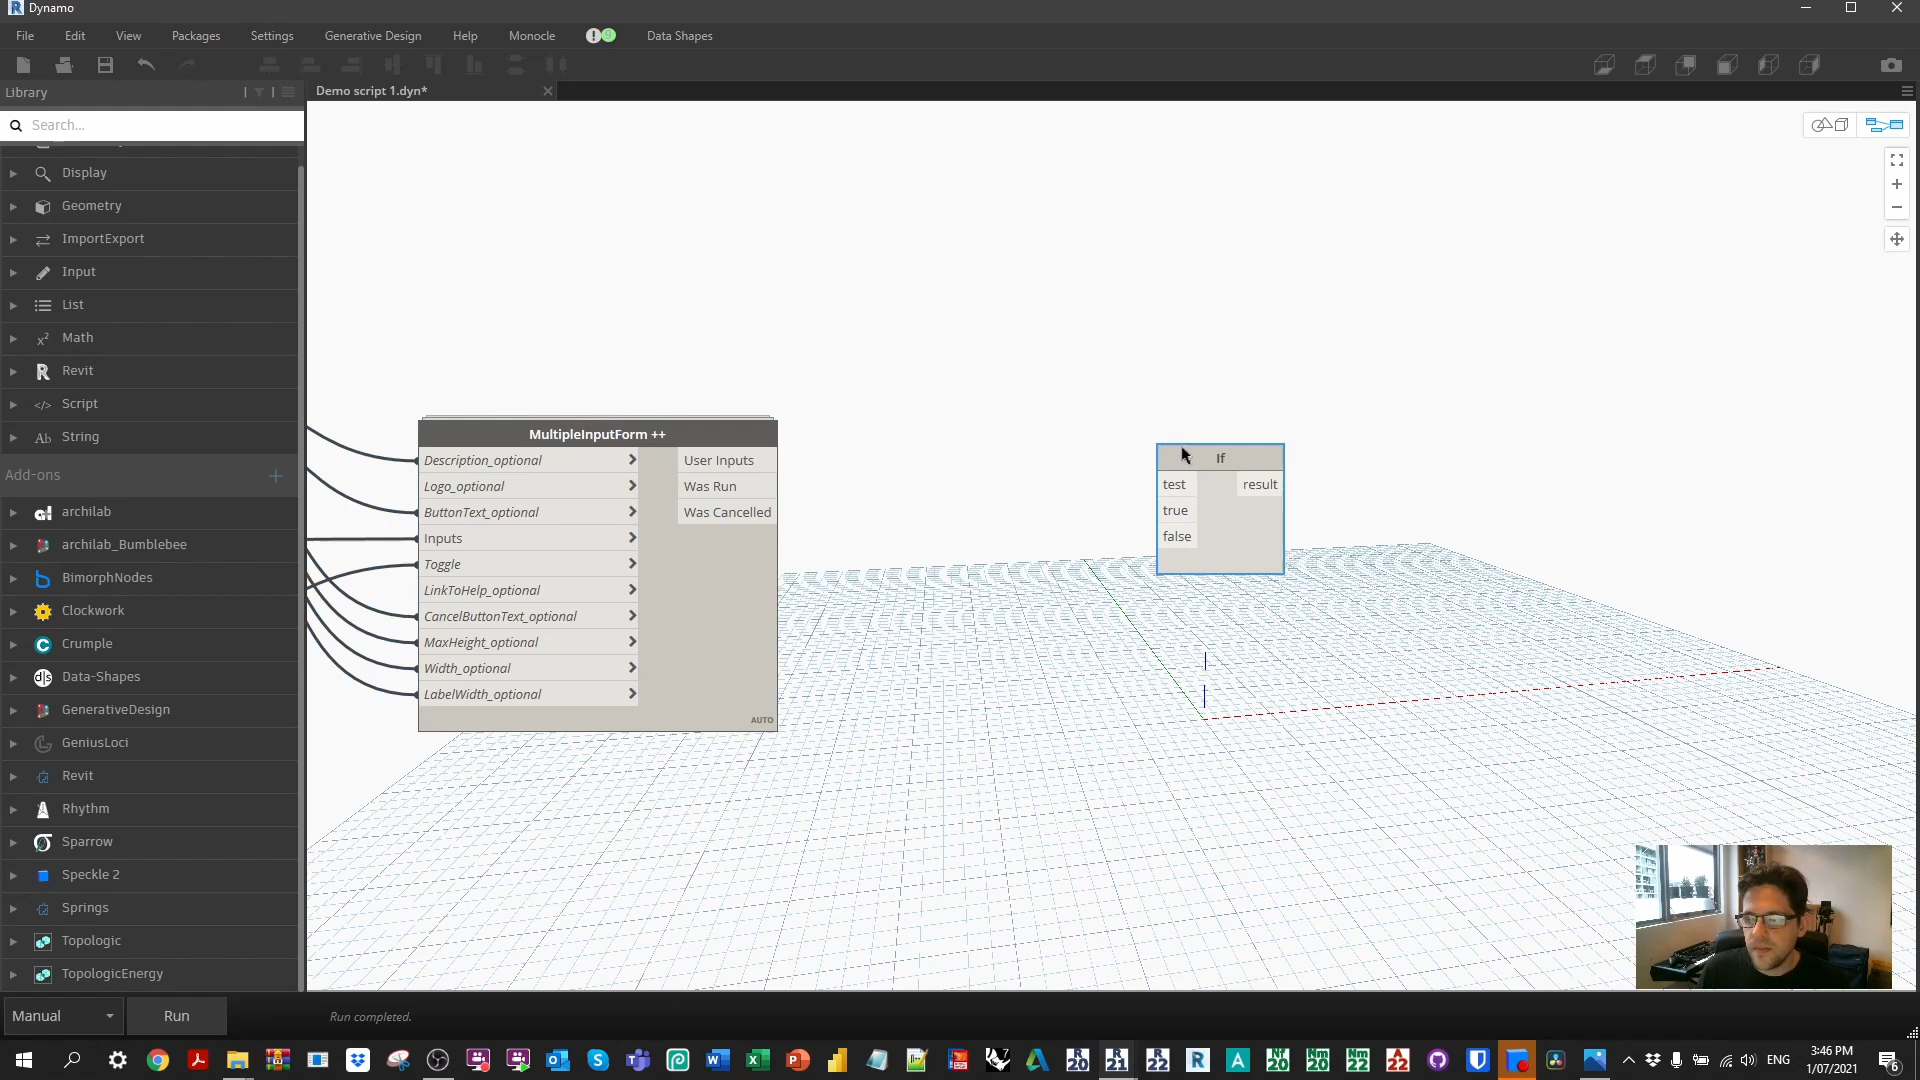 Dynamo
File Edit View Packages Settings Generative Design Help Monocle Data Shapes
Library
Demo script 1.dyn*
Search...
Display
Geometry
ImportExport
Input
List
Math
Revit
Script
String
Add-ons
archilab
archilab_Bumblebee
BimorphNodes
Clockwork
Crumple
Data-Shapes
GenerativeDesign
GeniusLoci
Revit
Rhythm
Sparrow
Speckle 2
Springs
Topologic
TopologicEnergy
MultipleInputForm ++
Description_optional
Logo_optional
ButtonText_optional
Inputs
Toggle
LinkToHelp_optional
CancelButtonText_optional
MaxHeight_optional
Width_optional
LabelWidth_optional
User Inputs
Was Run
Was Cancelled
AUTO
If
test
true
false
result
Manual
Run
Run completed.
ENG
3:46 PM
1/07/2021